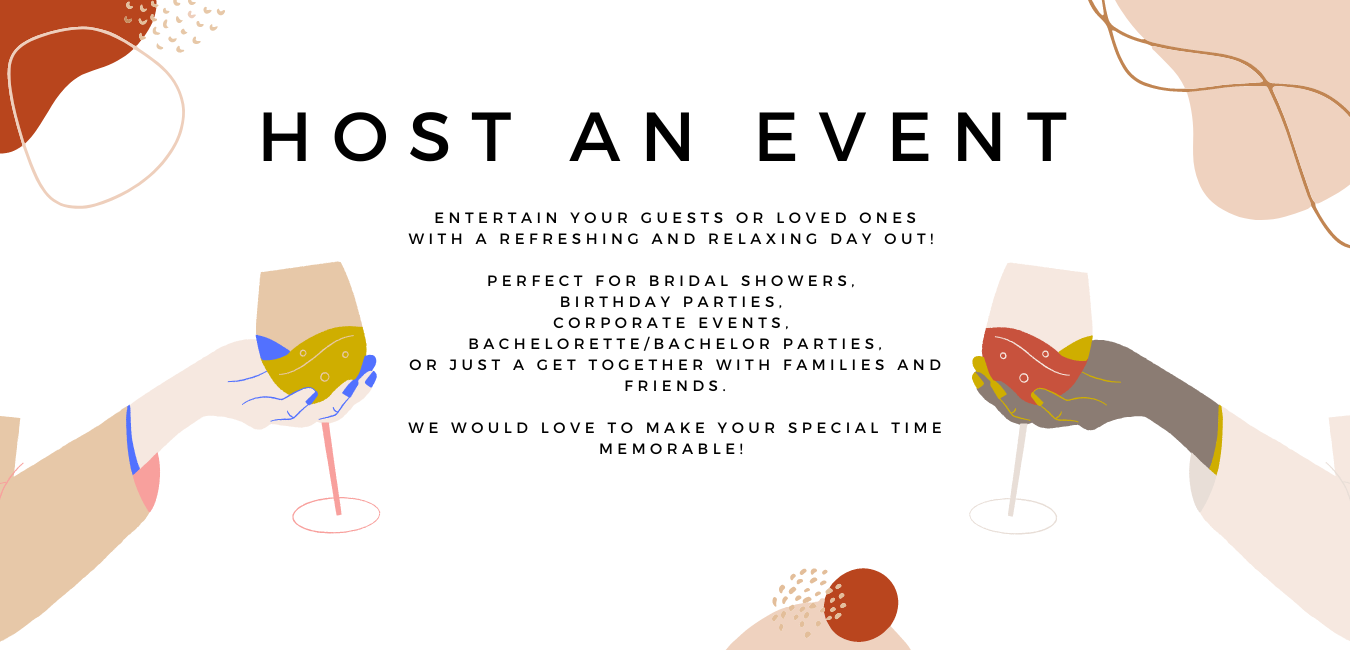 HOST AN EVENT
ENTERTAIN YOUR GUESTS OR LOVED ONES
WITH A REFRESHING AND RELAXING DAY OUT!
PERFECT FOR BRIDAL SHOWERS,
BIRTHDAY PARTIES,
CORPORATE EVENTS,
BACHELORETTE/BACHELOR PARTIES,
OR JUST A GET TOGETHER WITH FAMILIES AND
FRIENDS.
WE WOULD LOVE TO MAKE YOUR SPECIAL TIME
MEMORABLE!